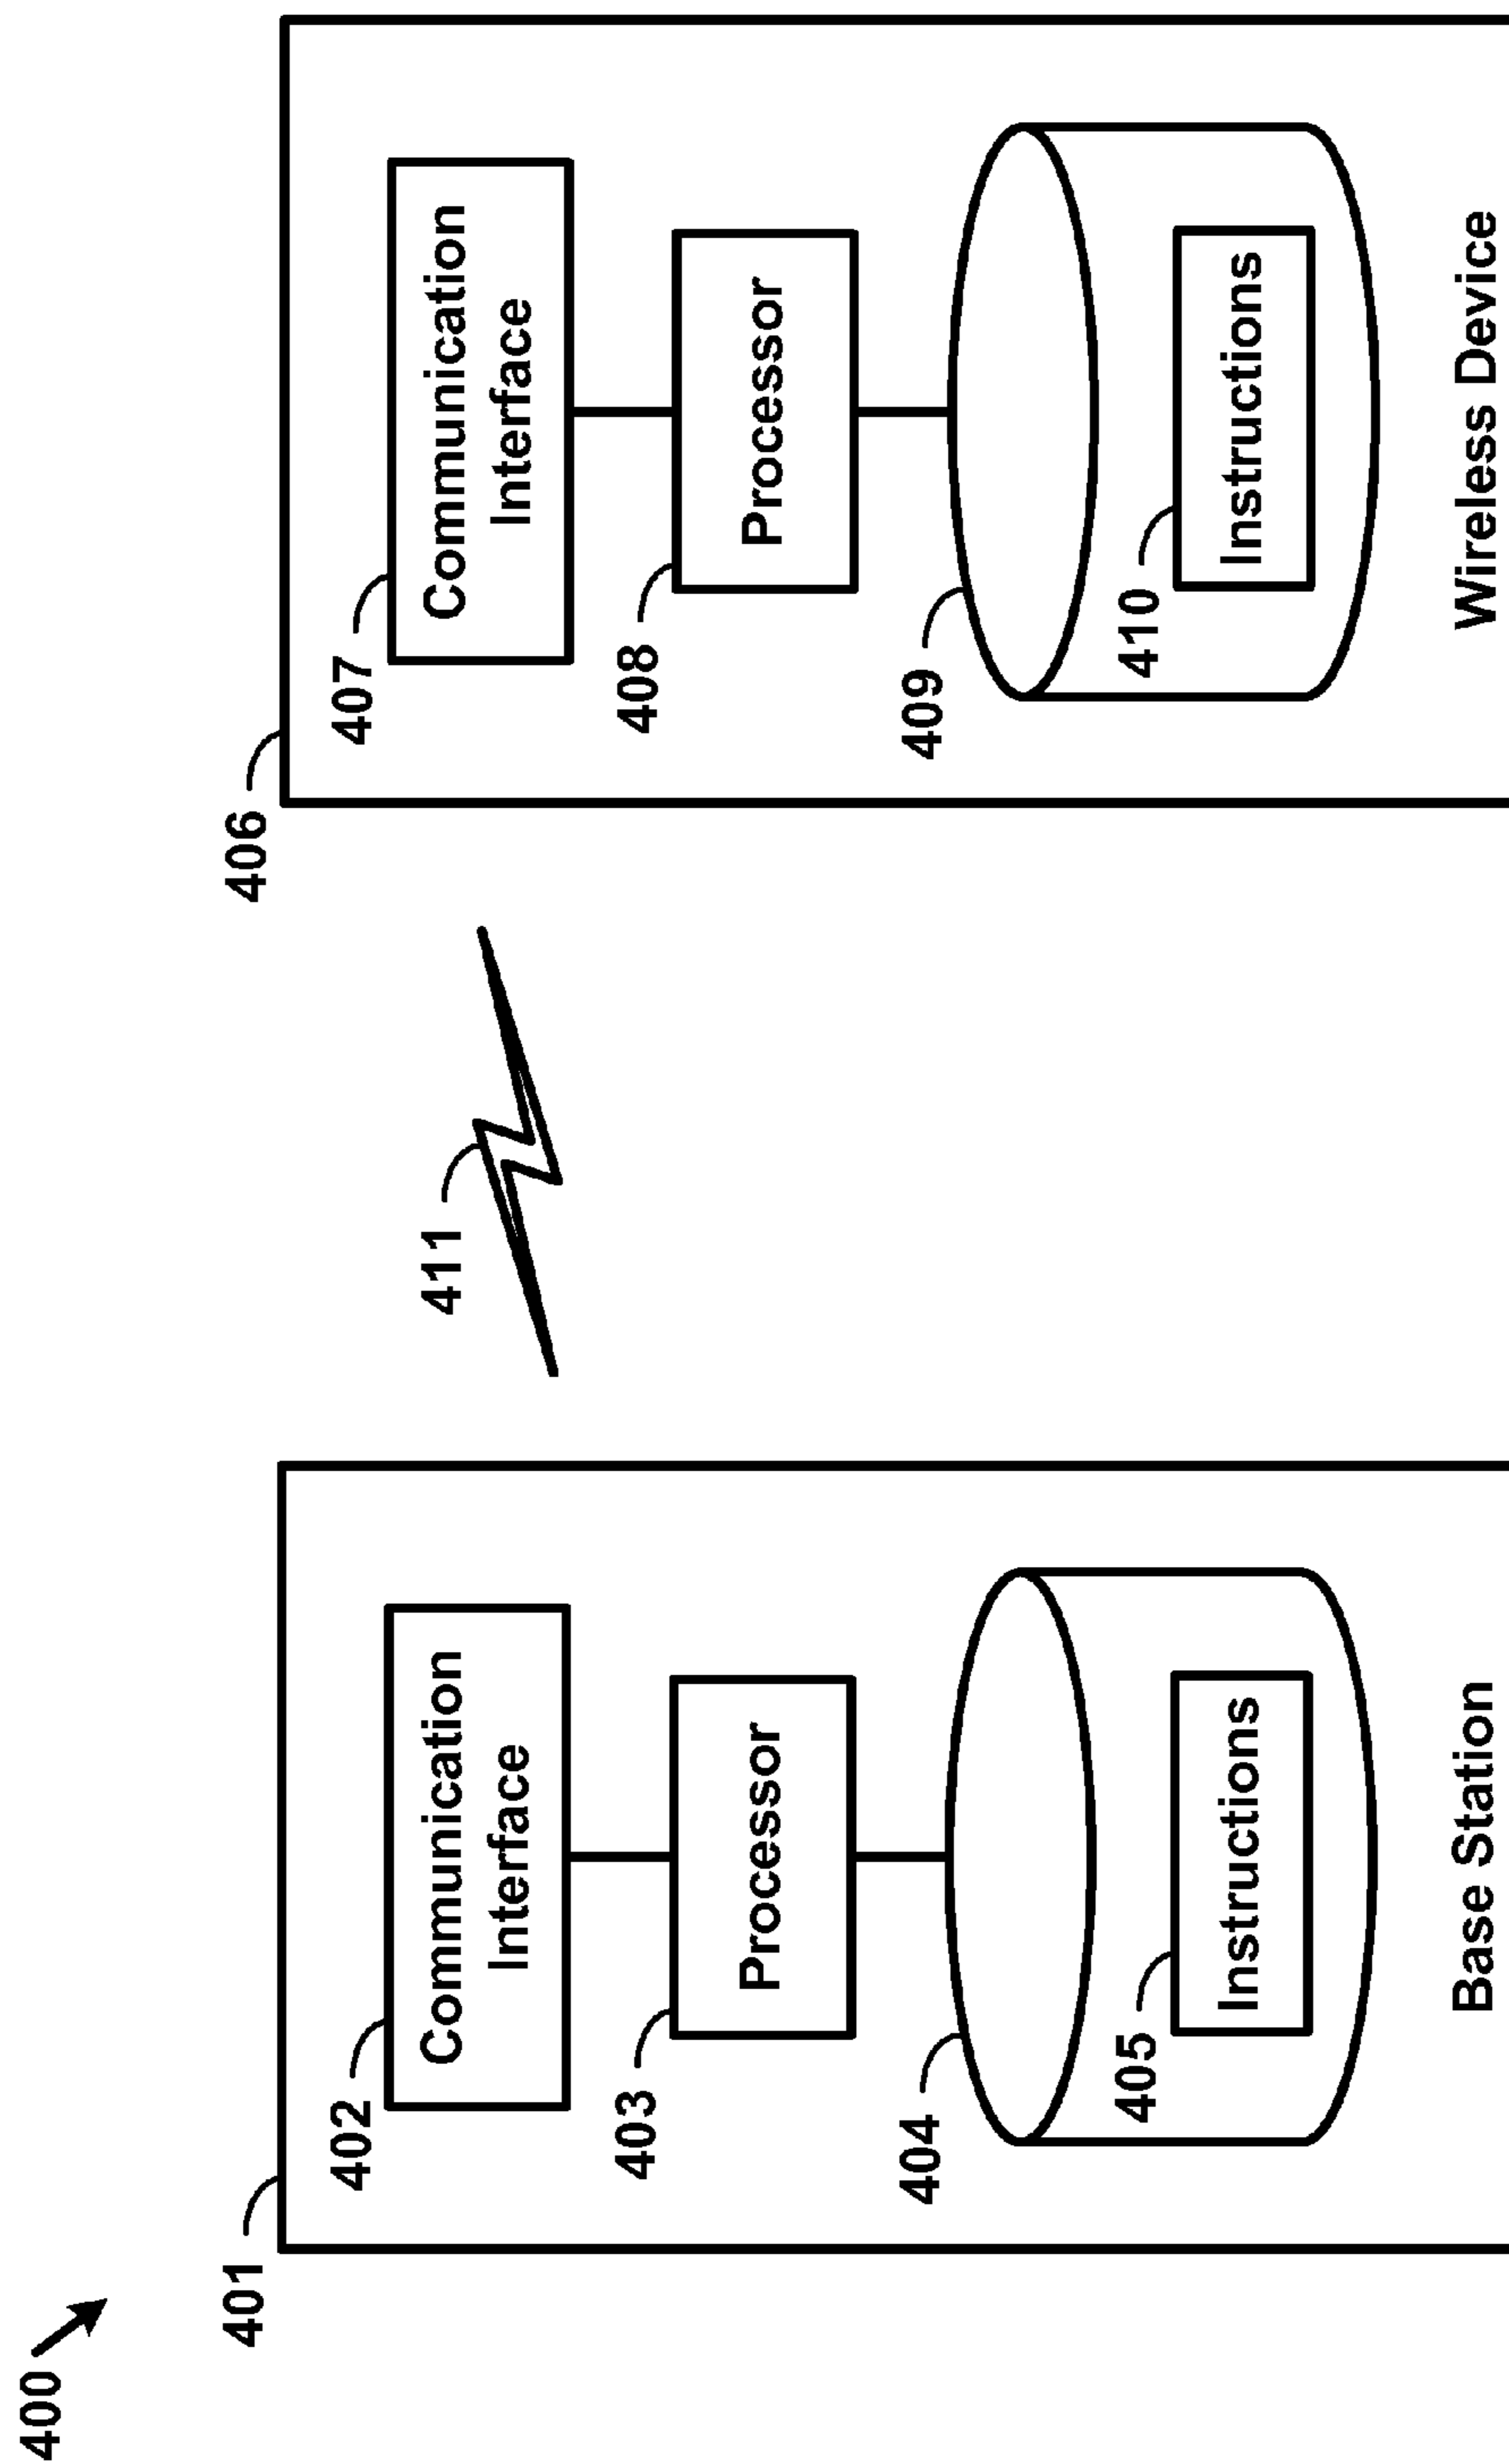 400
401
402
Communication
Interface
403
Processor
404
405
Instructions
Base Station
411
406
407
Communication
Interface
408
Processor
409
410
Instructions
Wireless Device